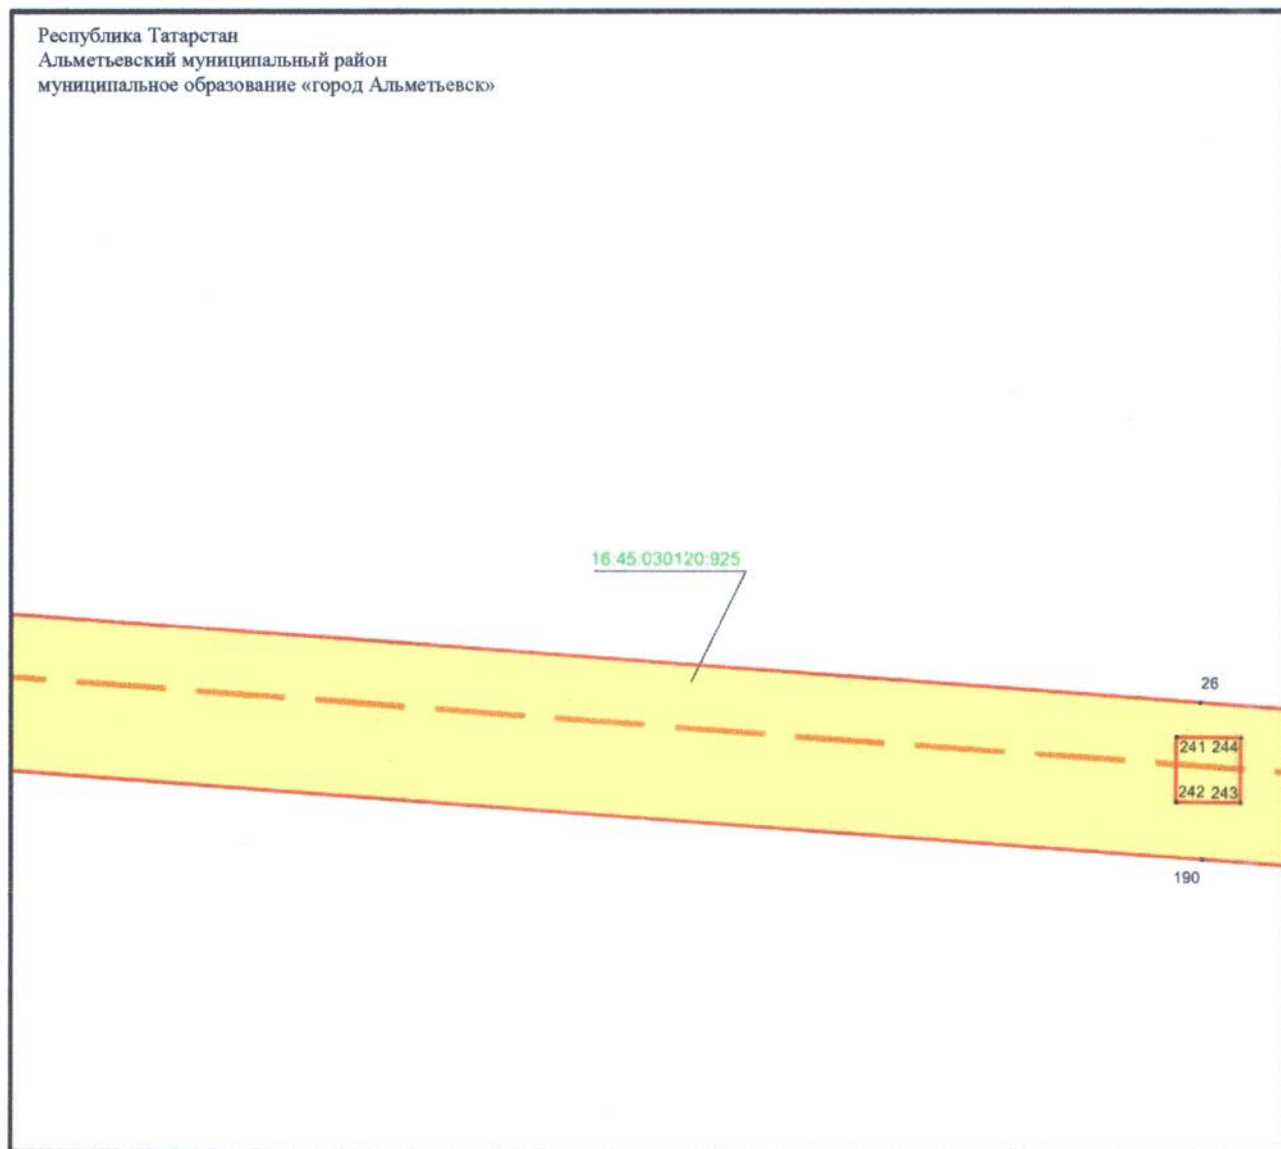 Республика Татарстан
Альметьевский муниципальный район
муниципальное образование «город Альметьевск»
16:45:030120:925
26
241 244
242 243
190